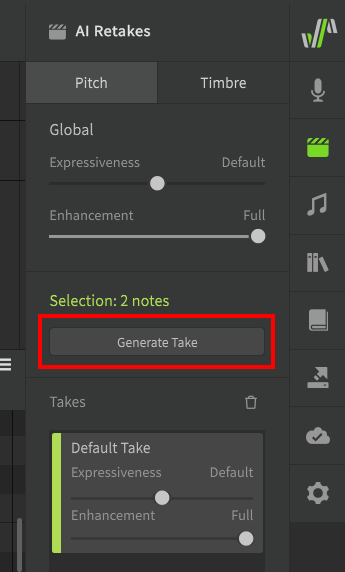 AI Retakes
Pitch Timbre
Global
Expressiveness Default
Enhancement Full
Selection: 2 notes
Generate Take
Takes
Default Take
Expressiveness Default
Enhancement Full